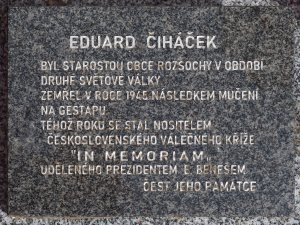 EDUARD ČIHÁČEK
BYL STAROSTOU OBCE ROZSOCHY V OBDOBÍ
DRUHÉ SVĚTOVÉ VÁLKY
ZEMŘEL V ROCE 1945 NÁSLEDKEM MUČENÍ
NA GESTAPU
TÉHOŽ ROKU SE STAL NOSITELEM
ČESKOSLOVENSKÉHO VÁLEČNÉHO KŘÍŽE
"IN MEMORIAM"
UDĚLENÉHO PREZIDENTEM E. BENEŠEM
ČEST JEHO PAMÁTCE